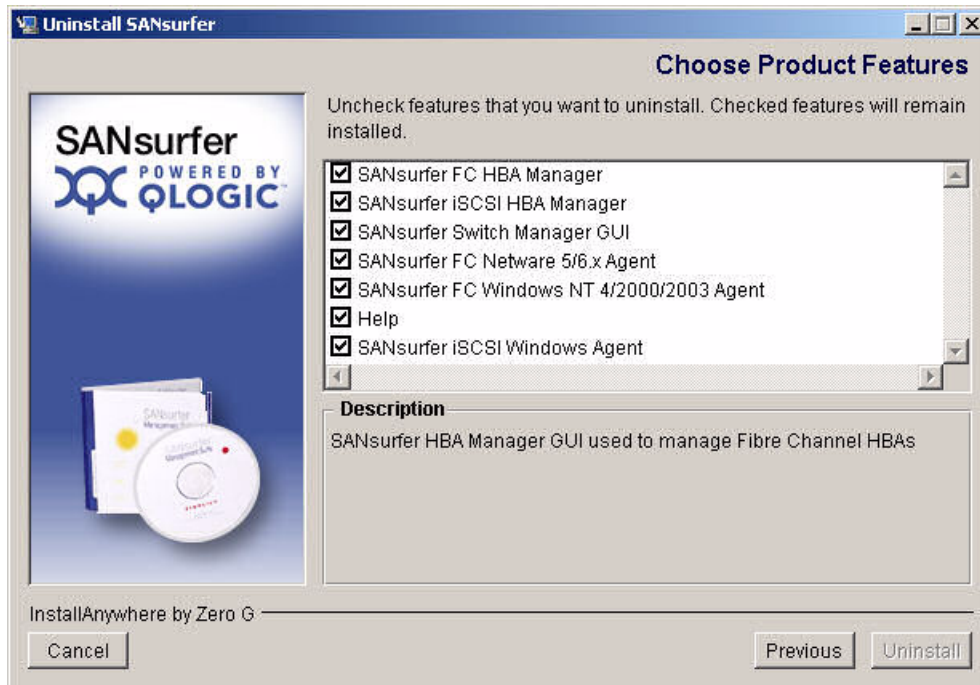 Uninstall SANsurfer
Choose Product Features
SANsurfer
POWERED BY
QLOGIC
Uncheck features that you want to uninstall. Checked features will remain
installed.
SANsurfer FC HBA Manager
SANsurfer iSCSI HBA Manager
SANsurfer Switch Manager GUI
SANsurfer FC Netware 5/6.x Agent
SANsurfer FC Windows NT 4/2000/2003 Agent
Help
SANsurfer iSCSI Windows Agent
Description
SANsurfer HBA Manager GUI used to manage Fibre Channel HBAs
SANsurfer
InstallAnywhere by Zero G
Cancel
Previous
Uninstall